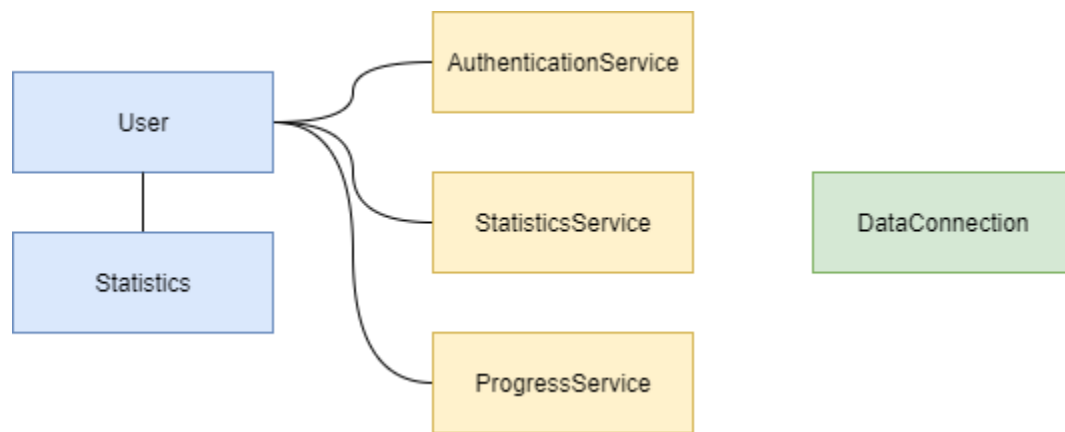 AuthenticationService
User
StatisticsService
DataConnection
Statistics
ProgressService